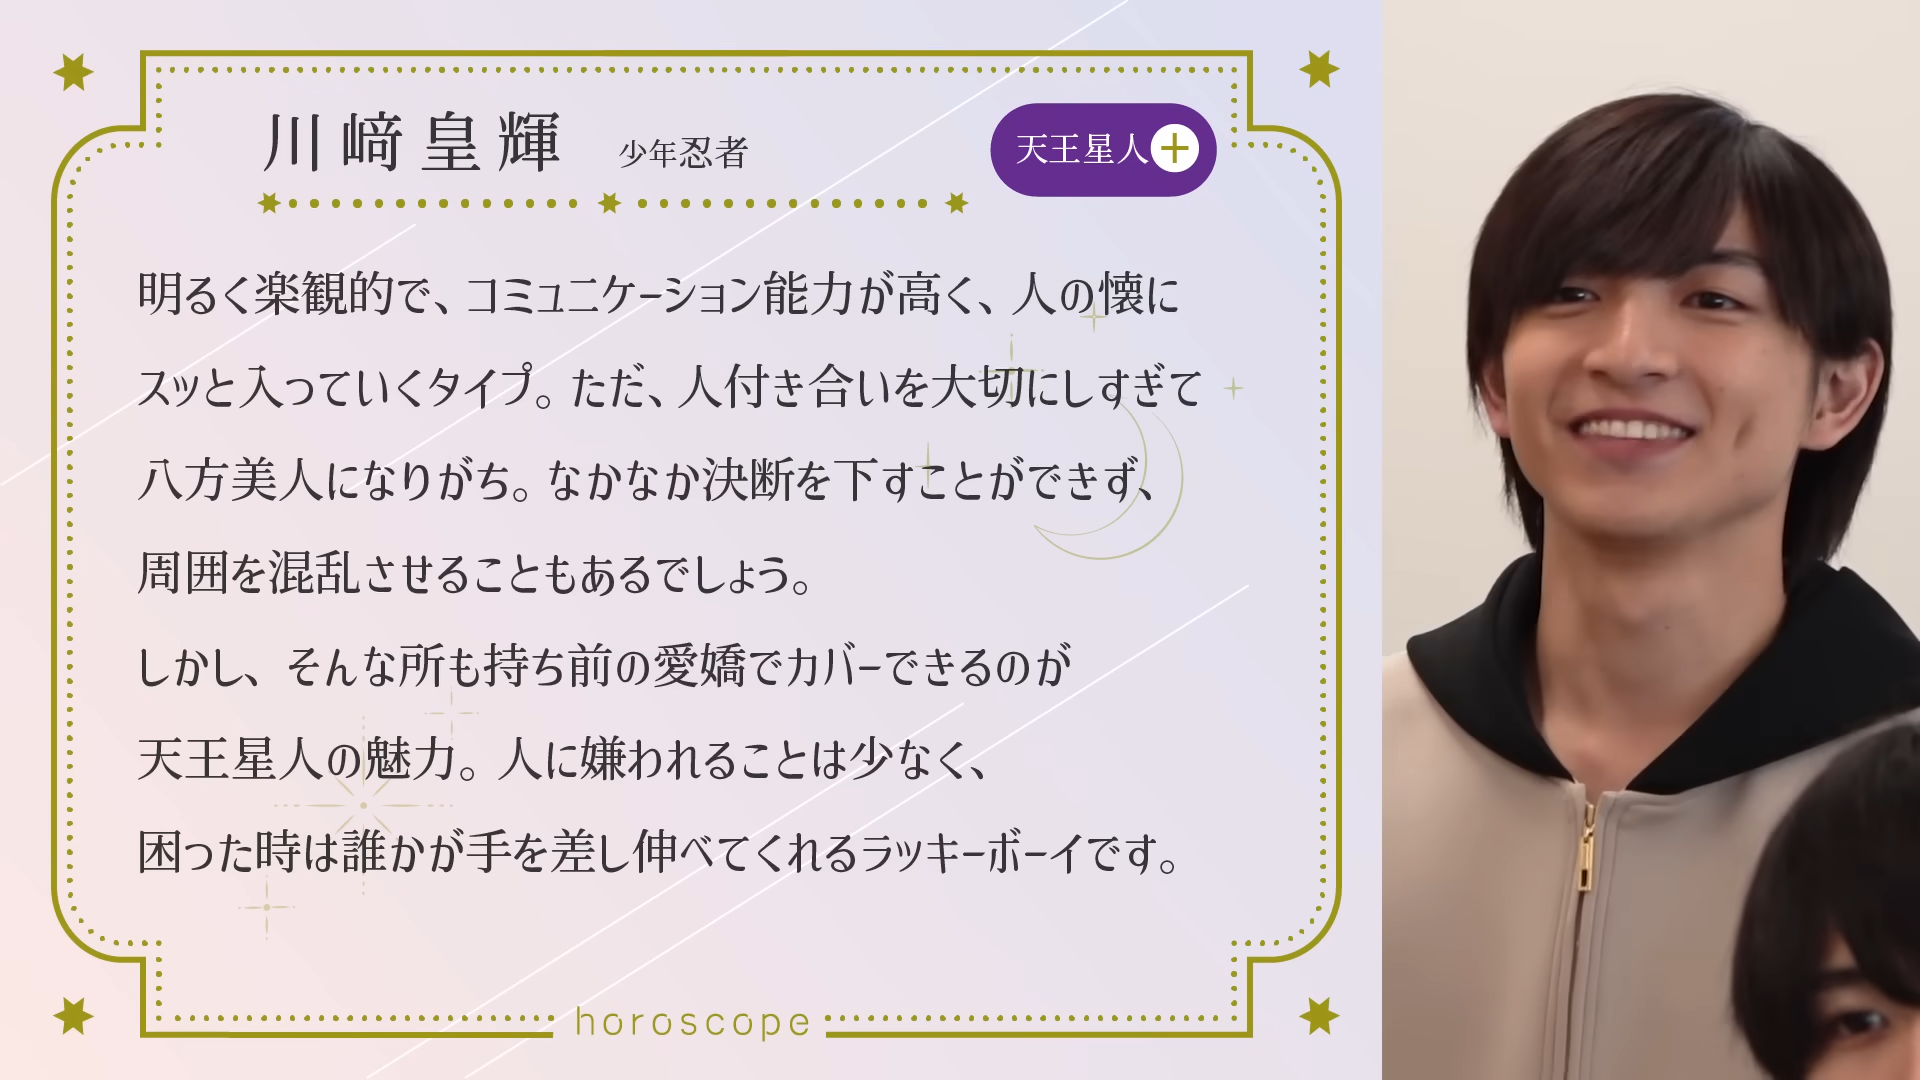 川﨑皇輝 少年忍者
天王星人+
明るく楽観的で、コミュニケーション能力が高く、人の懐に
スッと入っていくタイプ。ただ、人付き合いを大切にしすぎて
八方美人になりがち。なかなか決断を下すことができず、
周囲を混乱させることもあるでしょう。
しかし、そんな所も持ち前の愛嬌でカバーできるのが
天王星人の魅力。人に嫌われることは少なく、
困った時は誰かが手を差し伸べてくれるラッキーボーイです。
horoscope